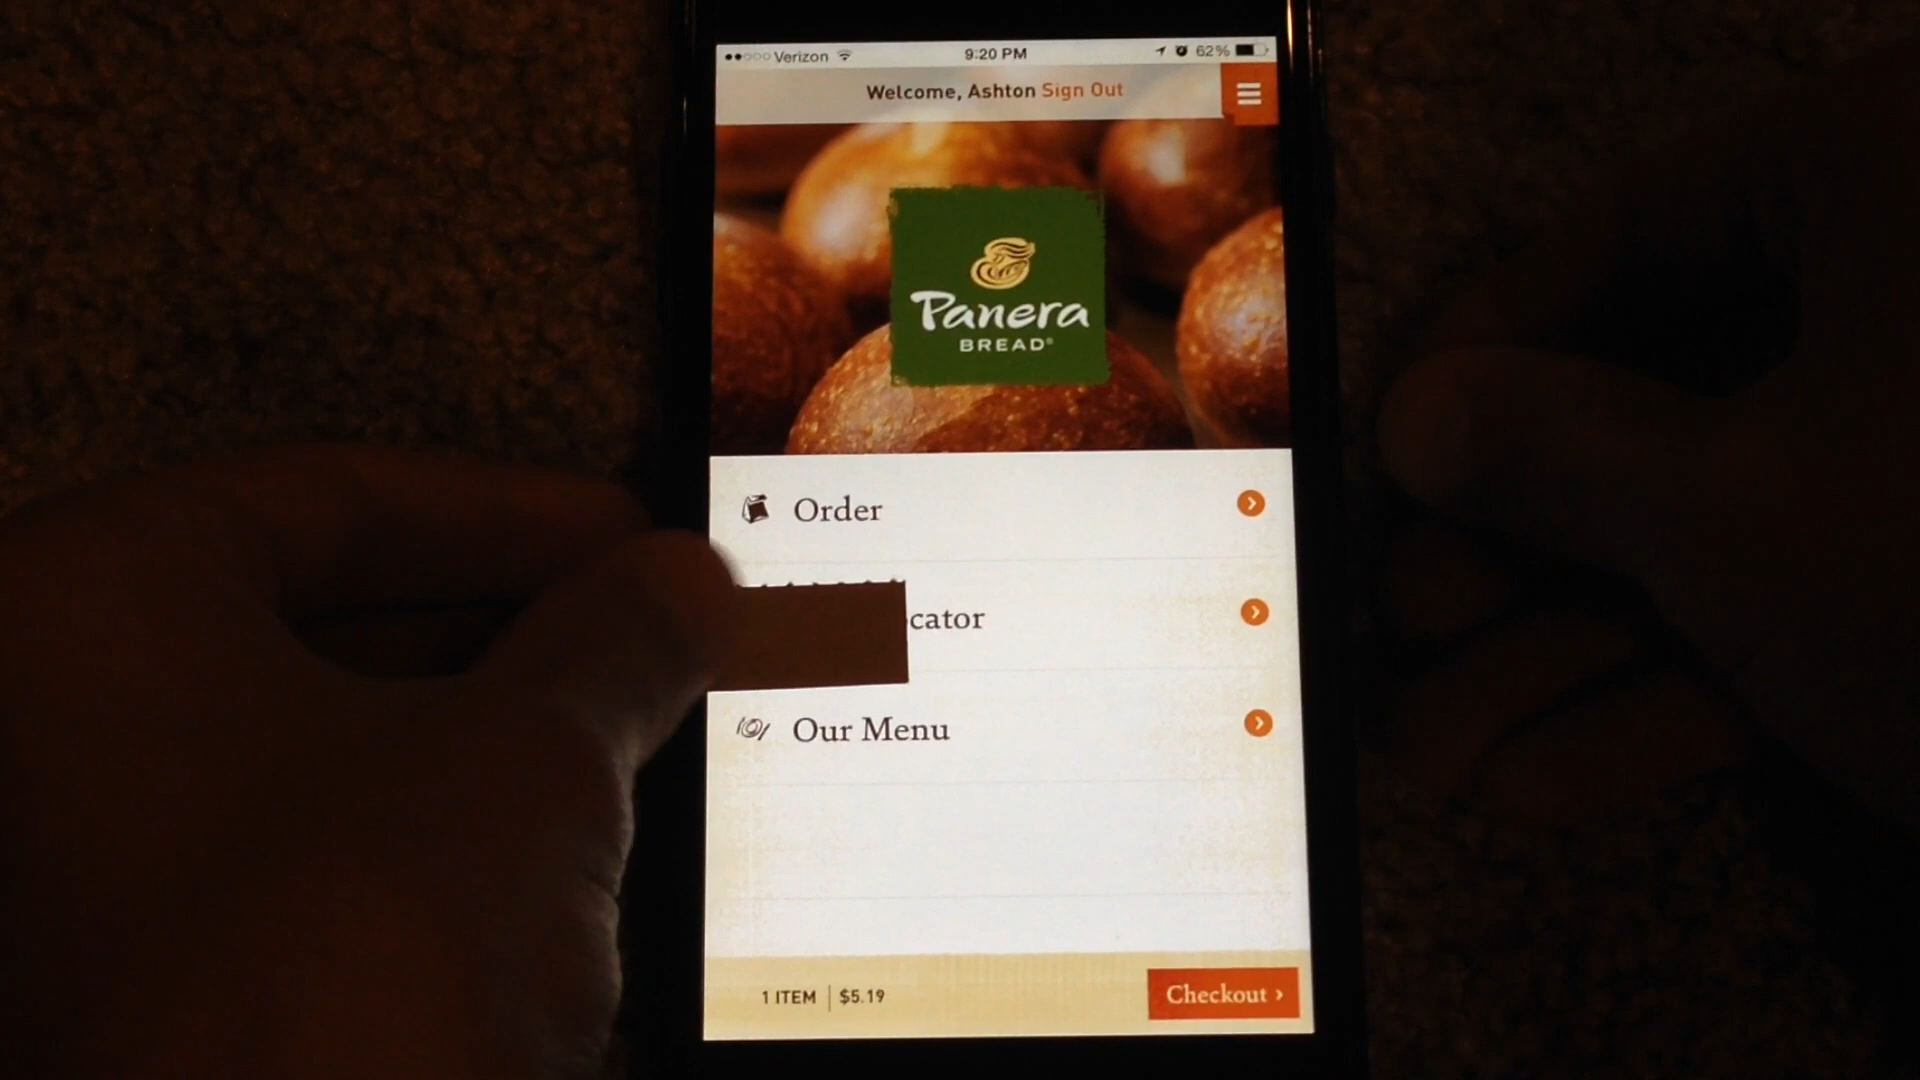 Verizon 9:20 PM 62%
Welcome, Ashton Sign Out
Panera
BREAD®
Order
cator
Our Menu
1 ITEM | $5.19 Checkout ›